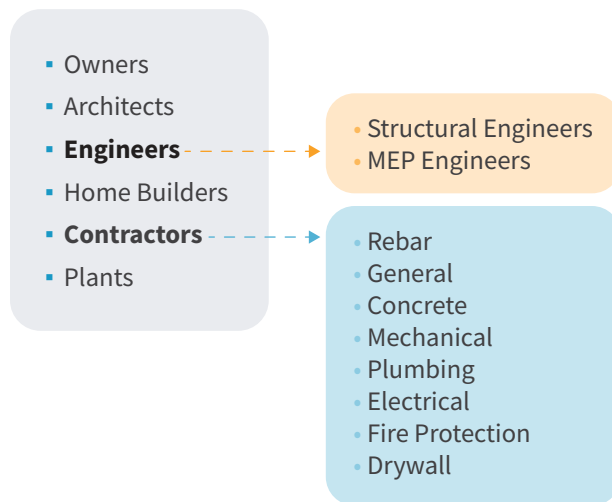 Owners
Architects
Engineers
Home Builders
Contractors
Plants
Structural Engineers
MEP Engineers
Rebar
General
Concrete
Mechanical
Plumbing
Electrical
Fire Protection
Drywall